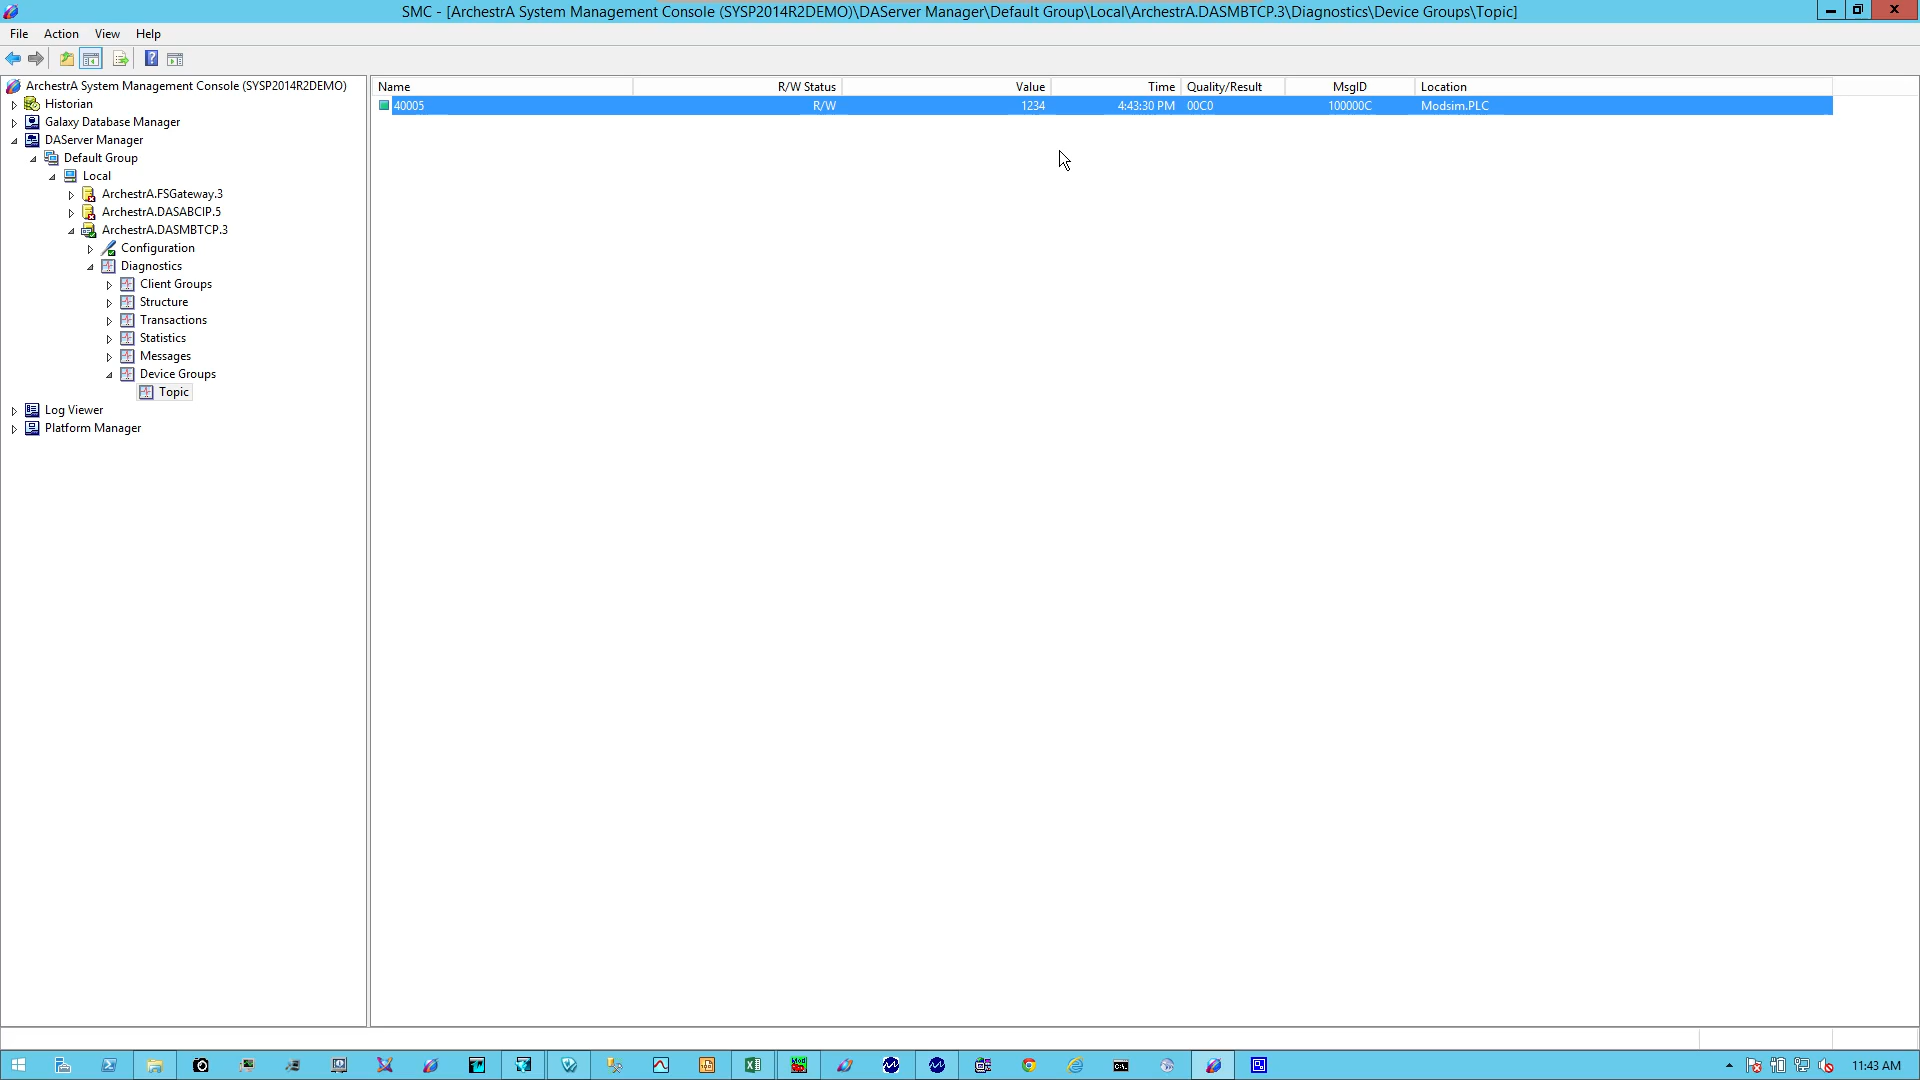 SMC - [ArchestrA System Management Console (SYSP2014R2DEMO)\DAServer Manager\Default Group\Local\ArchestrA.DASMBTCP.3\Diagnostics\Device Groups\Topic]
File Action View Help
ArchestrA System Management Console (SYSP2014R2DEMO)
Historian
Galaxy Database Manager
DAServer Manager
Default Group
Local
ArchestrA.FSGateway.3
ArchestrA.DASABCIP.5
ArchestrA.DASMBTCP.3
Configuration
Diagnostics
Client Groups
Structure
Transactions
Statistics
Messages
Device Groups
Topic
Log Viewer
Platform Manager
Name R/W Status Value Time Quality/Result MsgID Location
40005 R/W 1234 4:43:30 PM 00C0 100000C Modsim.PLC
11:43 AM